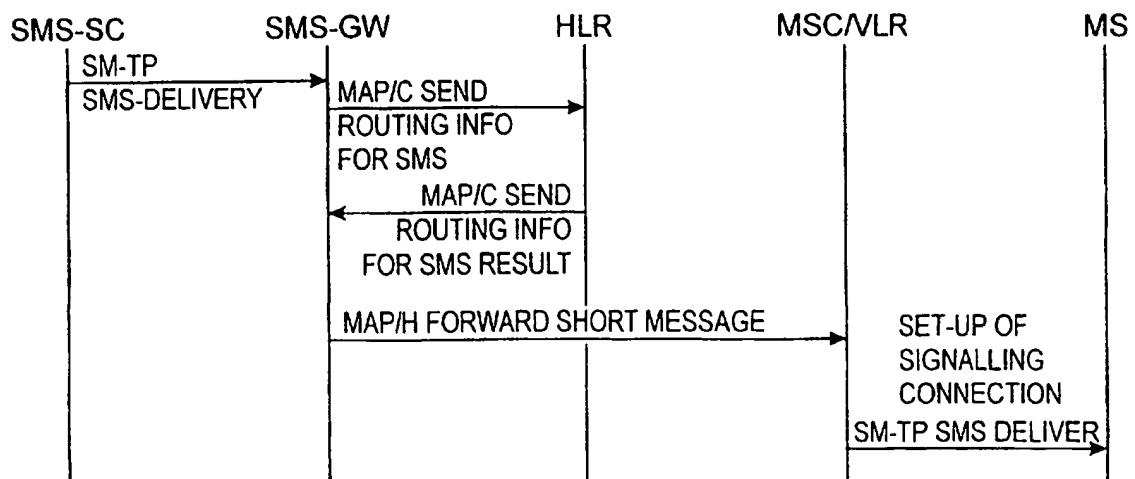 SMS-SC SMS-GW HLR MSC/VLR MS
SM-TP
SMS-DELIVERY
MAP/C SEND
ROUTING INFO
FOR SMS
MAP/C SEND
ROUTING INFO
FOR SMS RESULT
MAP/H FORWARD SHORT MESSAGE
SET-UP OF
SIGNALLING
CONNECTION
SM-TP SMS DELIVER